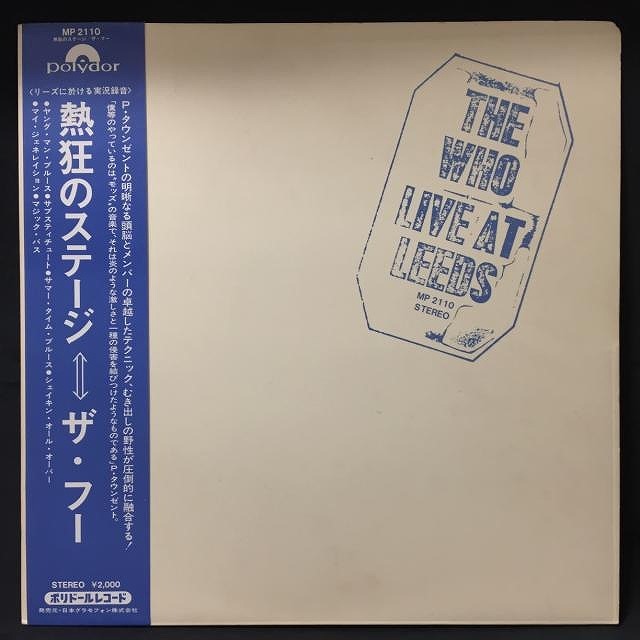 MP 2110
熱狂のステージ/ザ・フー
polydor
〈リーズに於ける実況録音〉
P・タウンゼントの明晰なる頭脳とメンバーの卓越したテクニック、むき出しの野性が圧倒的に融合する!
「僕等のやっているのは、“モッズ”の音楽で、それは炎のような激しさと一種の怪害を結びつけたようなものである」P・タウンゼント。
熱狂のステージ⇔ザ・フー
●ヤング・マン・ブルース●サブスティチュート●サマー・タイム・ブルース●シェイキン・オール・オーバー
●マイ・ジェネレイション●マジック・バス
STEREO ¥2,000
ポリドールレコード
発売元・日本グラモフォン株式会社
THE
WHO
LIVE AT
LEEDS
MP 2110
STEREO